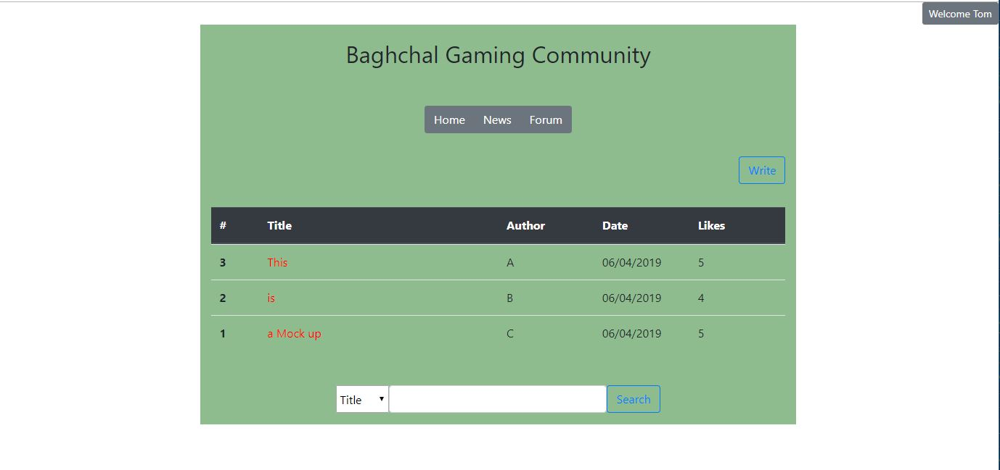 Welcome Tom
Baghchal Gaming Community
Home News Forum
Write
# Title Author Date Likes
3 This A 06/04/2019 5
2 is B 06/04/2019 4
1 a Mock up C 06/04/2019 5
Title Search